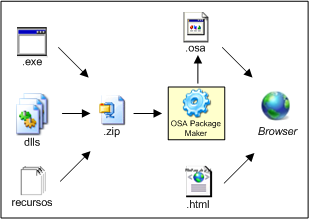 .exe
.osa
dlls
.zip
OSA Package
Maker
Browser
recursos
.html